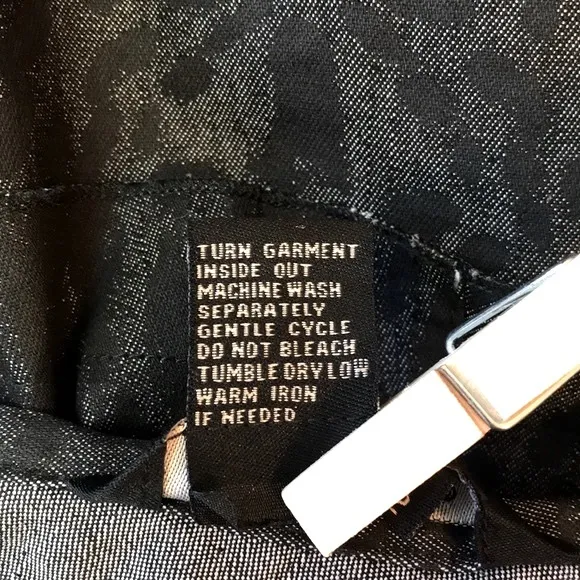 TURN GARMENT
INSIDE OUT
MACHINE WASH
SEPARATELY
GENTLE CYCLE
DO NOT BLEACH
TUMBLE DRY LOW
WARM IRON
IF NEEDED